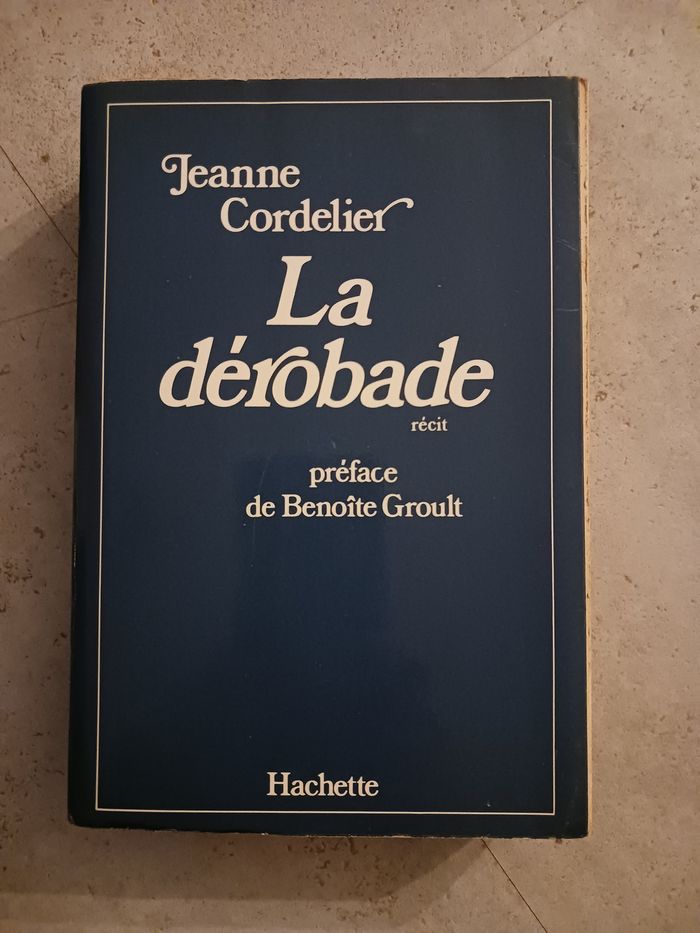 Jeanne
Cordelier
La
dérobade
récit
préface
de Benoîte Groult
Hachette